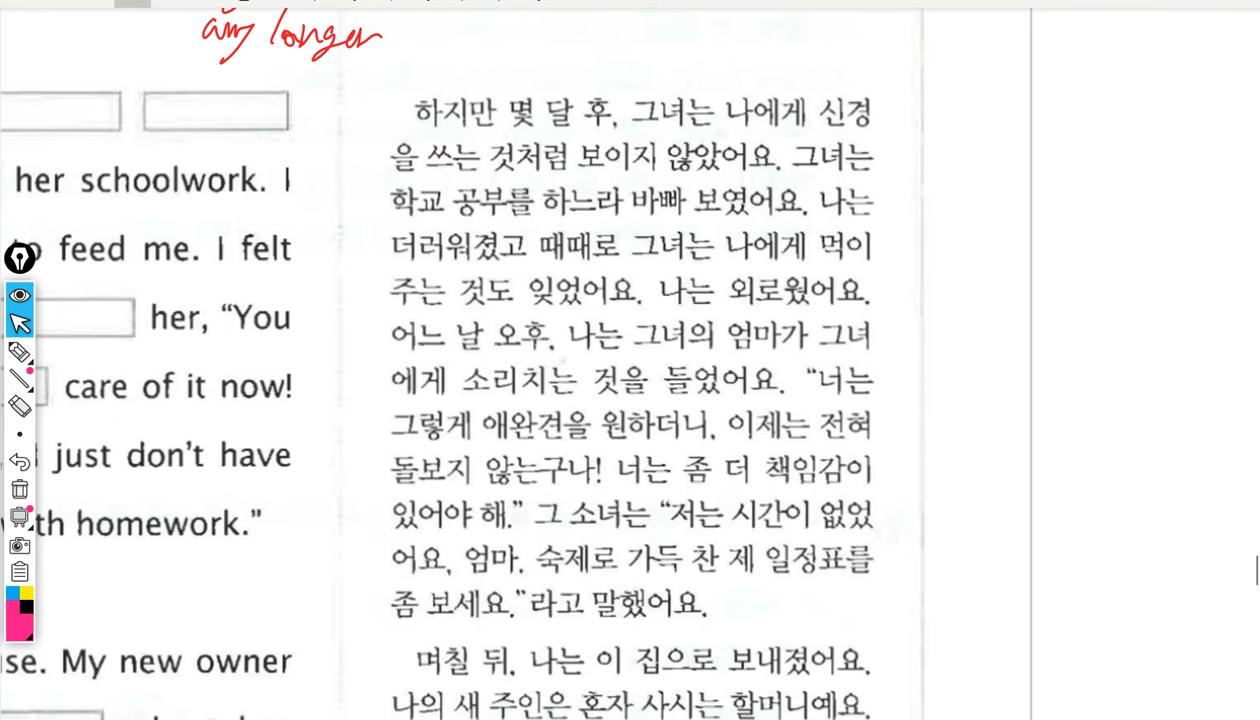 any longer
her schoolwork. I
to feed me. I felt
her, “You
care of it now!
just don’t have
th homework.”
se. My new owner
하지만 몇 달 후, 그녀는 나에게 신경
을 쓰는 것처럼 보이지 않았어요. 그녀는
학교 공부를 하느라 바빠 보였어요. 나는
더러워졌고 때때로 그녀는 나에게 먹이
주는 것도 잊었어요. 나는 외로웠어요.
어느 날 오후, 나는 그녀의 엄마가 그녀
에게 소리치는 것을 들었어요. “너는
그렇게 애완견을 원하더니, 이제는 전혀
돌보지 않는구나! 너는 좀 더 책임감이
있어야 해.” 그 소녀는 “저는 시간이 없었
어요, 엄마. 숙제로 가득 찬 제 일정표를
좀 보세요.”라고 말했어요.
며칠 뒤, 나는 이 집으로 보내졌어요.
나의 새 주인은 혼자 사시는 할머니예요.